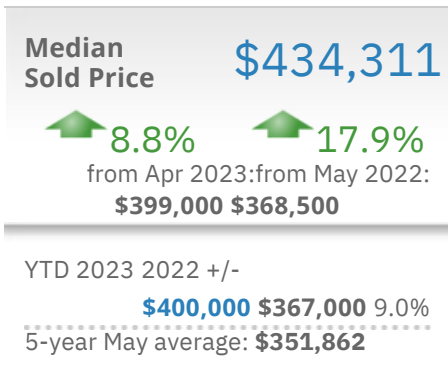 Median
Sold Price
$434,311
8.8% 17.9%
from Apr 2023:from May 2022:
$399,000 $368,500
YTD 2023 2022 +/-
$400,000 $367,000 9.0%
5-year May average: $351,862